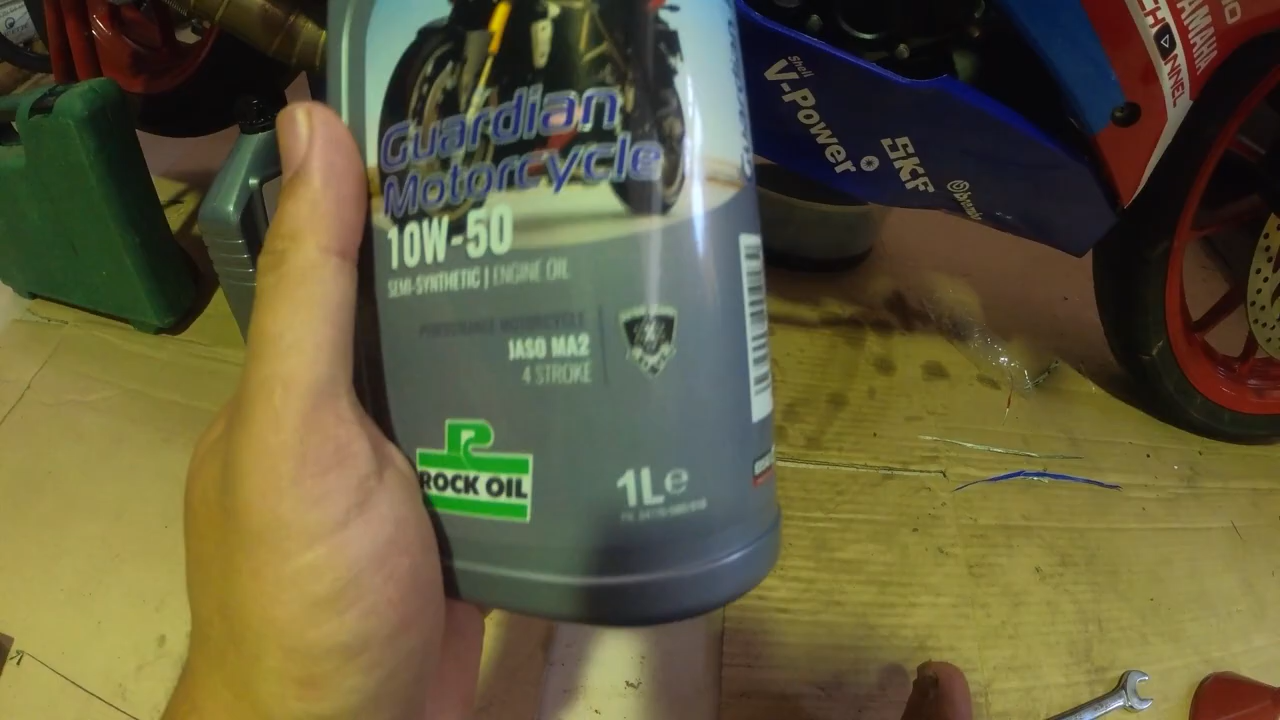 Guardian
Motorcycle
10W-50
SEMI-SYNTHETIC | ENGINE OIL
PERFORMANCE MOTORCYCLE
JASO MA2
4 STROKE
ROCK OIL
1L e
Shell
V-Power
SKF
brembo
YAMAHA